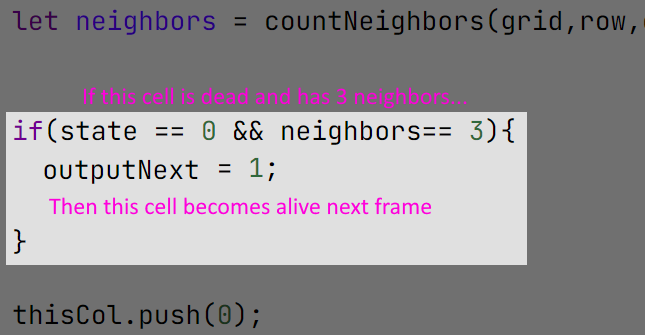 let neighbors = countNeighbors(grid,row,
If this cell is dead and has 3 neighbors...
if(state == 0 && neighbors== 3){
outputNext = 1;
Then this cell becomes alive next frame
}
thisCol.push(0);